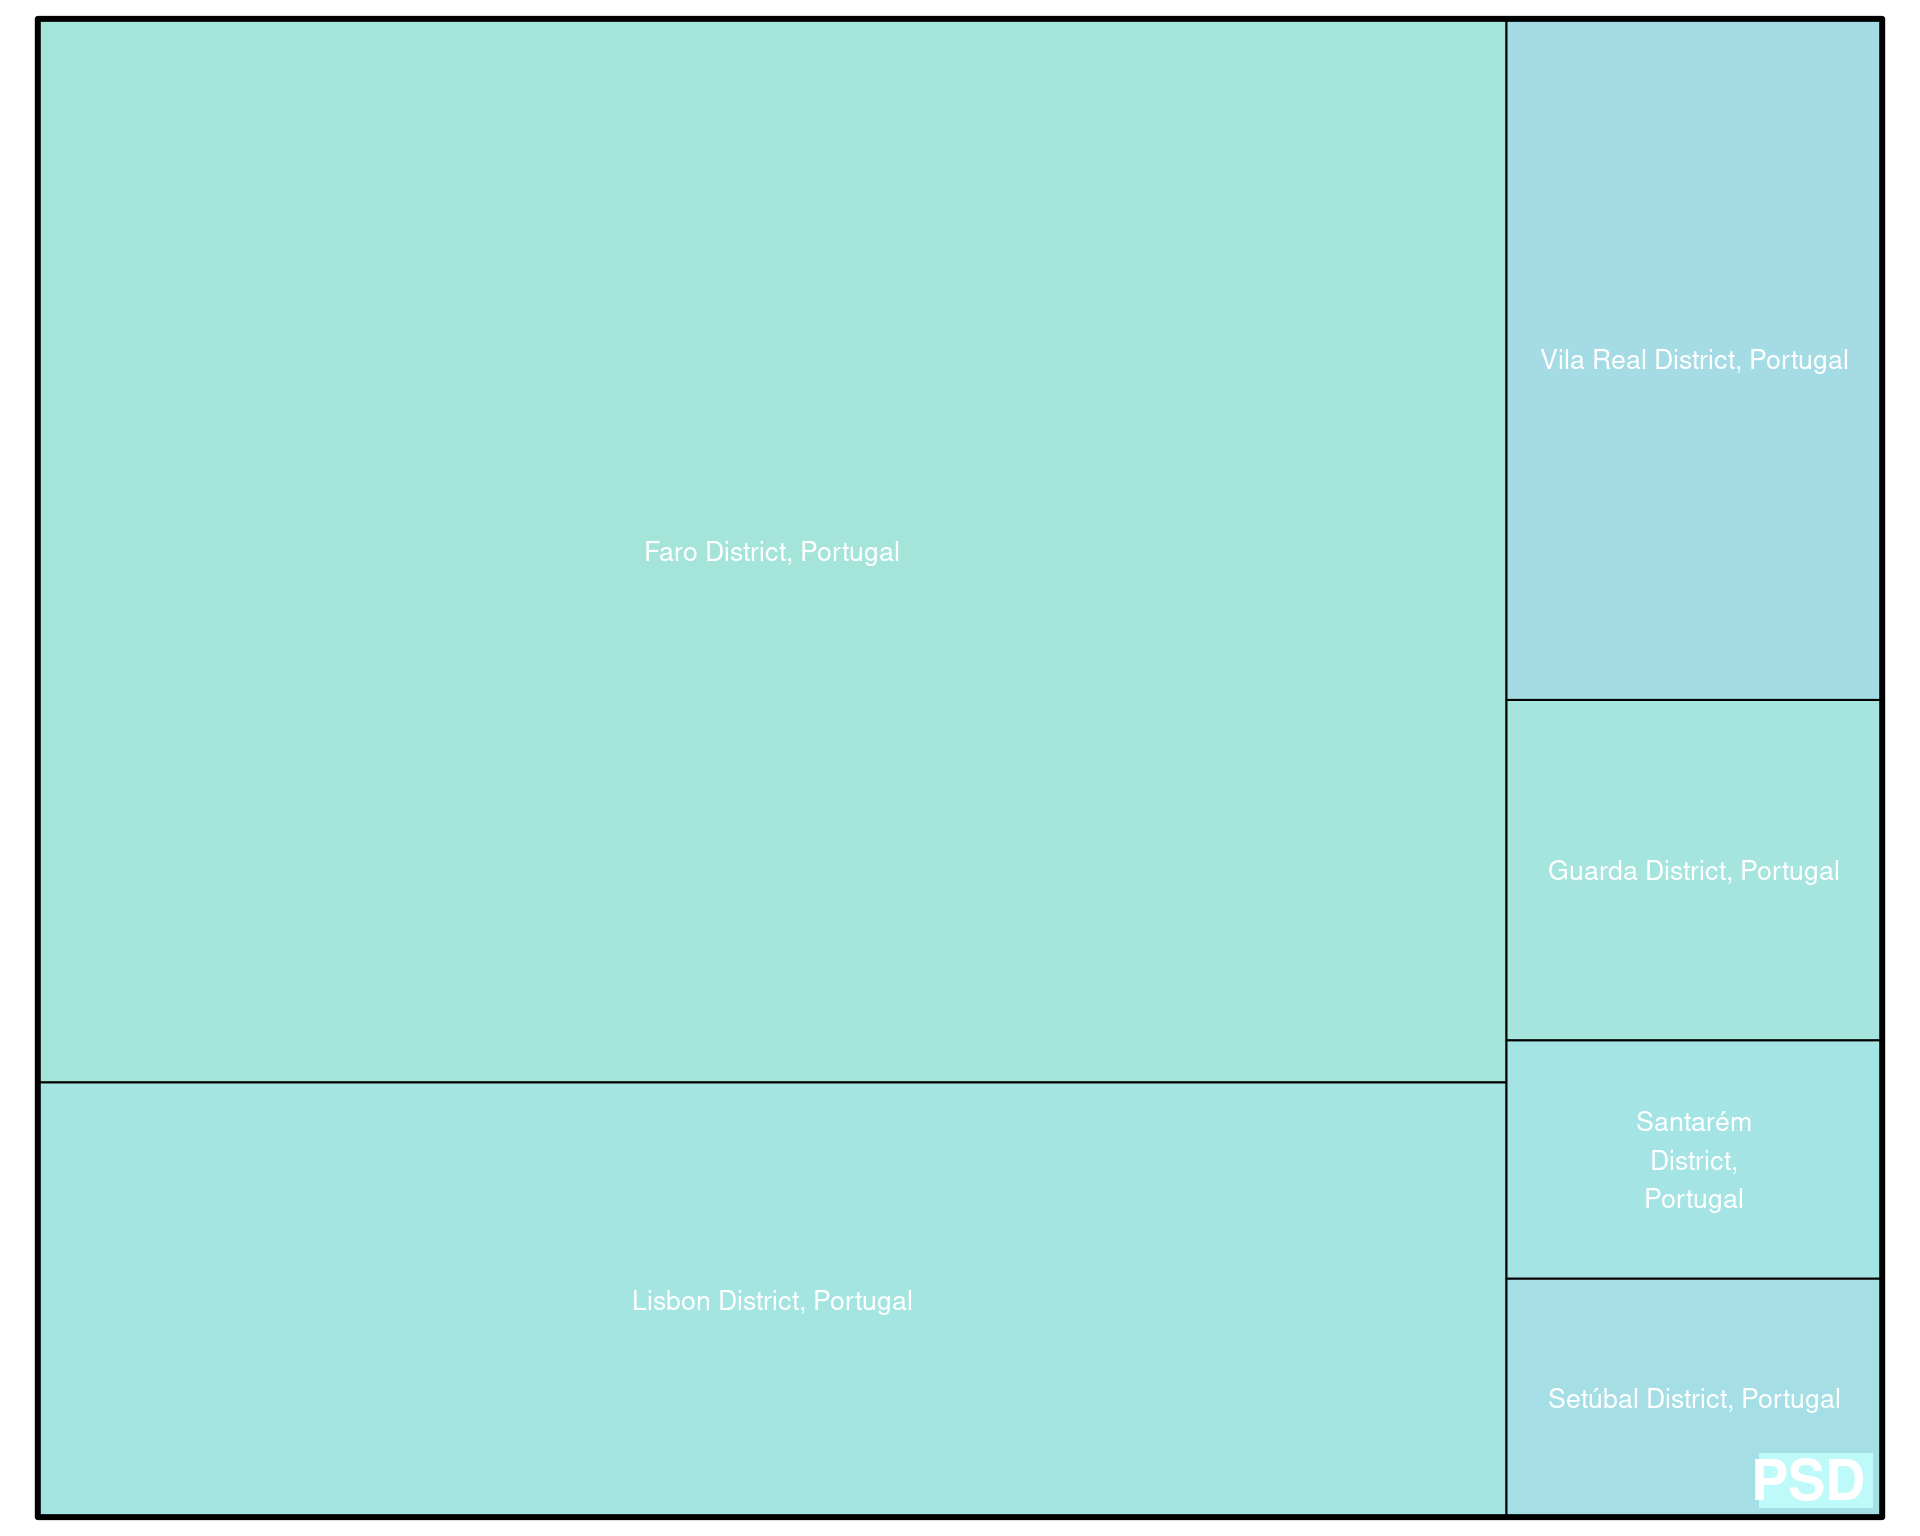 Faro District, Portugal
Lisbon District, Portugal
Vila Real District, Portugal
Guarda District, Portugal
Santarém
District,
Portugal
Setúbal District, Portugal
PSD